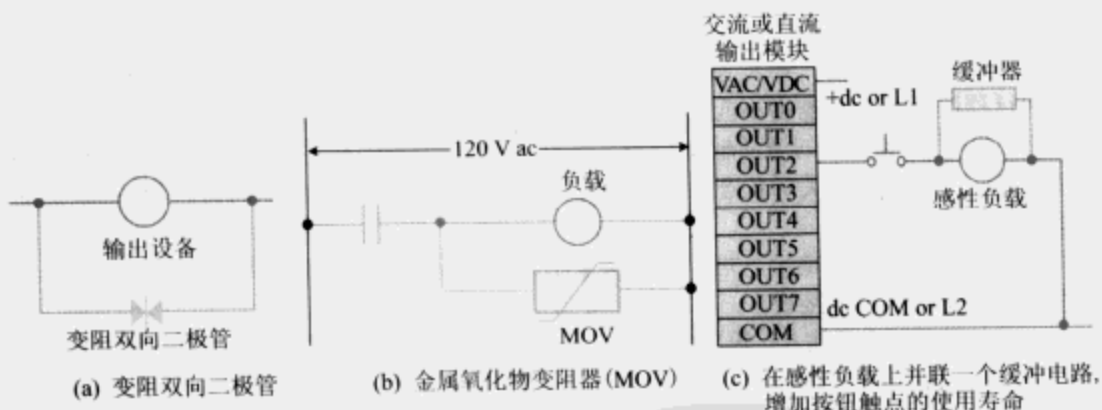 输出设备
变阻双向二极管
(a) 变阻双向二极管
120 V ac
负载
MOV
(b) 金属氧化物变阻器(MOV)
交流或直流
输出模块
VAC/VDC
OUT0
OUT1
OUT2
OUT3
OUT4
OUT5
OUT6
OUT7
COM
+dc or L1
缓冲器
感性负载
dc COM or L2
(c) 在感性负载上并联一个缓冲电路,
增加按钮触点的使用寿命